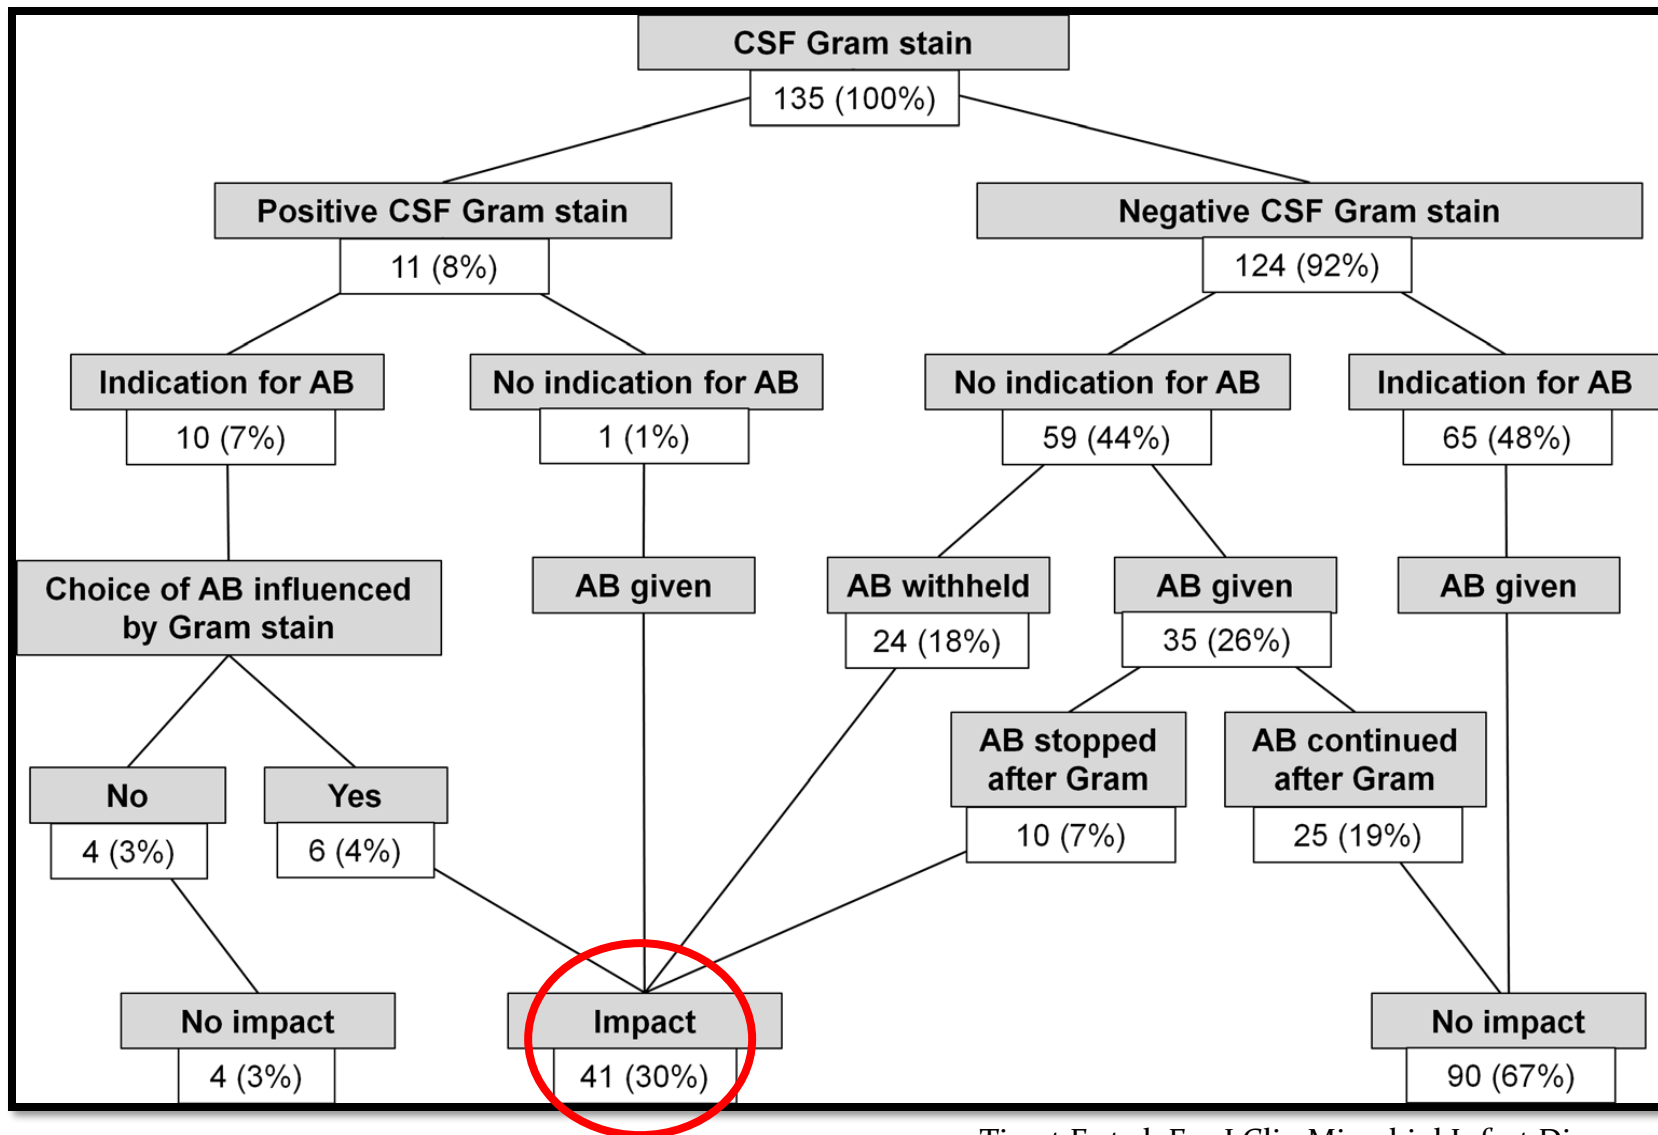 CSF Gram stain
135 (100%)
Positive CSF Gram stain
11 (8%)
Negative CSF Gram stain
124 (92%)
Indication for AB
10 (7%)
No indication for AB
1 (1%)
No indication for AB
59 (44%)
Indication for AB
65 (48%)
Choice of AB influenced
by Gram stain
AB given
AB withheld
24 (18%)
AB given
35 (26%)
AB given
AB stopped
after Gram
10 (7%)
AB continued
after Gram
25 (19%)
No
4 (3%)
Yes
6 (4%)
No impact
4 (3%)
Impact
41 (30%)
No impact
90 (67%)